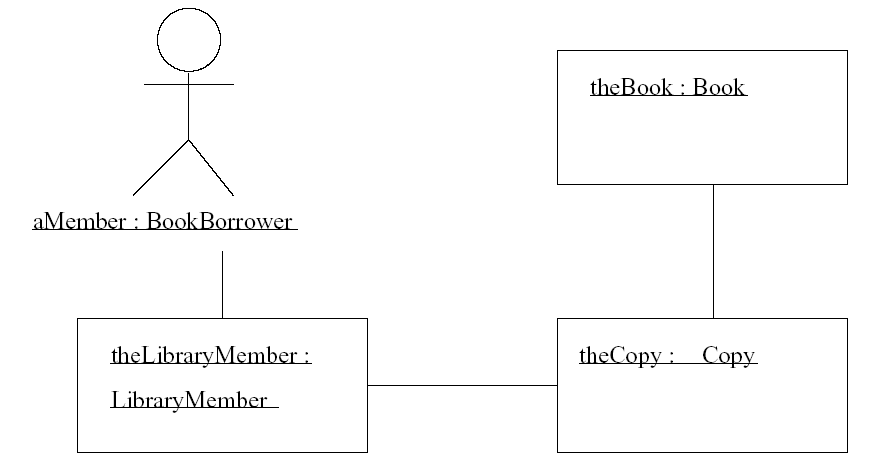 theBook : Book
aMember : BookBorrower
theLibraryMember :
LibraryMember
theCopy : Copy